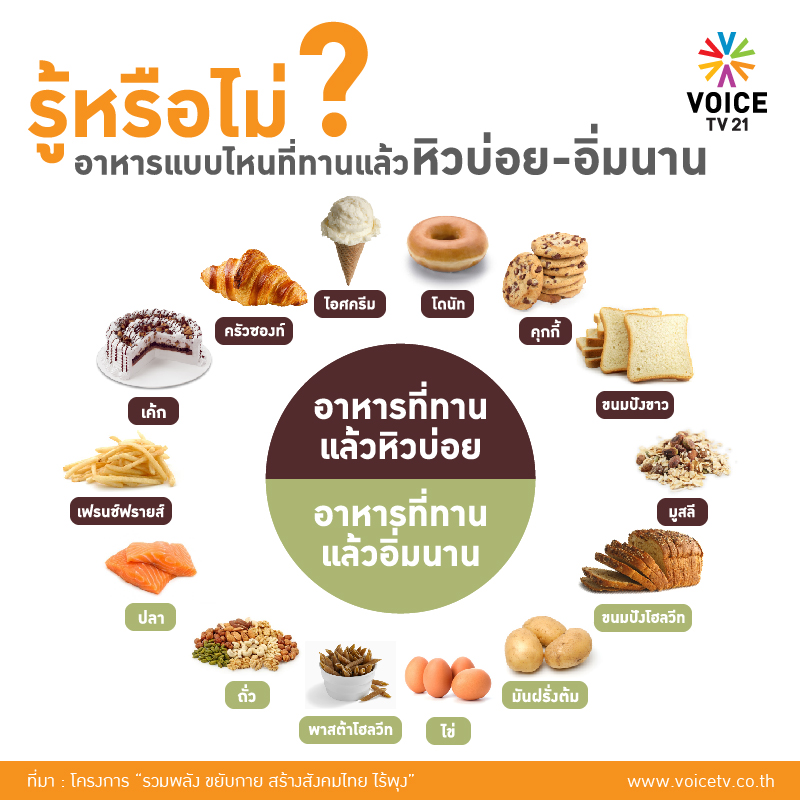 รู้หรือไม่?
VOICE
TV 21
อาหารแบบไหนที่ทานแล้วหิวบ่อย-อิ่มนาน
ไอศครีม
โดนัท
ครัวซองท์
คุกกี้
เค้ก
ขนมปังขาว
อาหารที่ทาน
แล้วหิวบ่อย
เฟรนช์ฟรายส์
มูสลี
อาหารที่ทาน
แล้วอิ่มนาน
ปลา
ขนมปังโฮลวีท
ถั่ว
มันฝรั่งต้ม
พาสต้าโฮลวีท
ไข่
ที่มา : โครงการ “รวมพลัง ขยับกาย สร้างสังคมไทย ไร้พุง”
www.voicetv.co.th